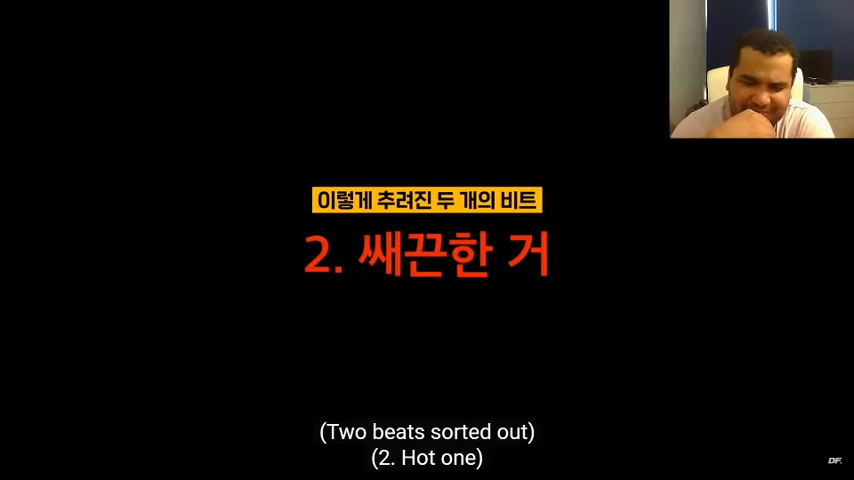 이렇게 추려진 두 개의 비트
2. 쌔끈한 거
(Two beats sorted out)
(2. Hot one)
DF.